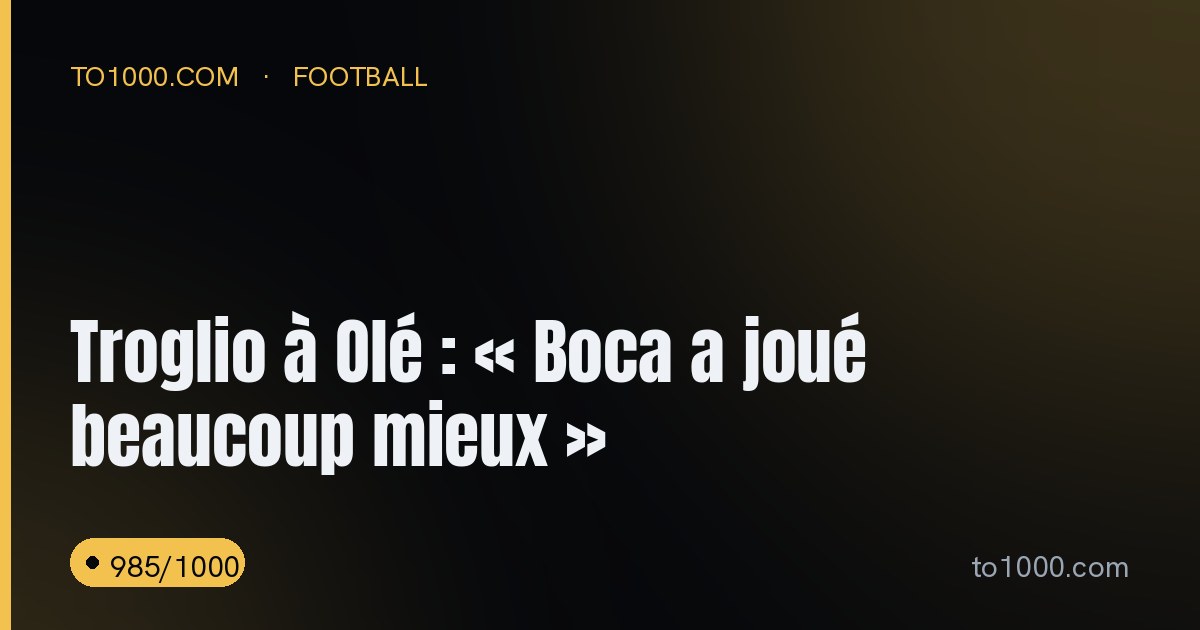 TO1000.COM · FOOTBALL
Troglio à Olé : « Boca a joué
beaucoup mieux »
985/1000
to1000.com